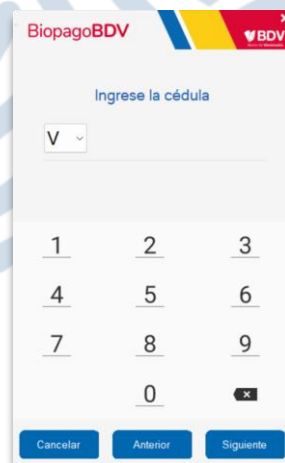 BiopagoBDV
BDV
Ingrese la cédula
V
1 2 3
4 5 6
7 8 9
0
Cancelar Anterior Siguiente